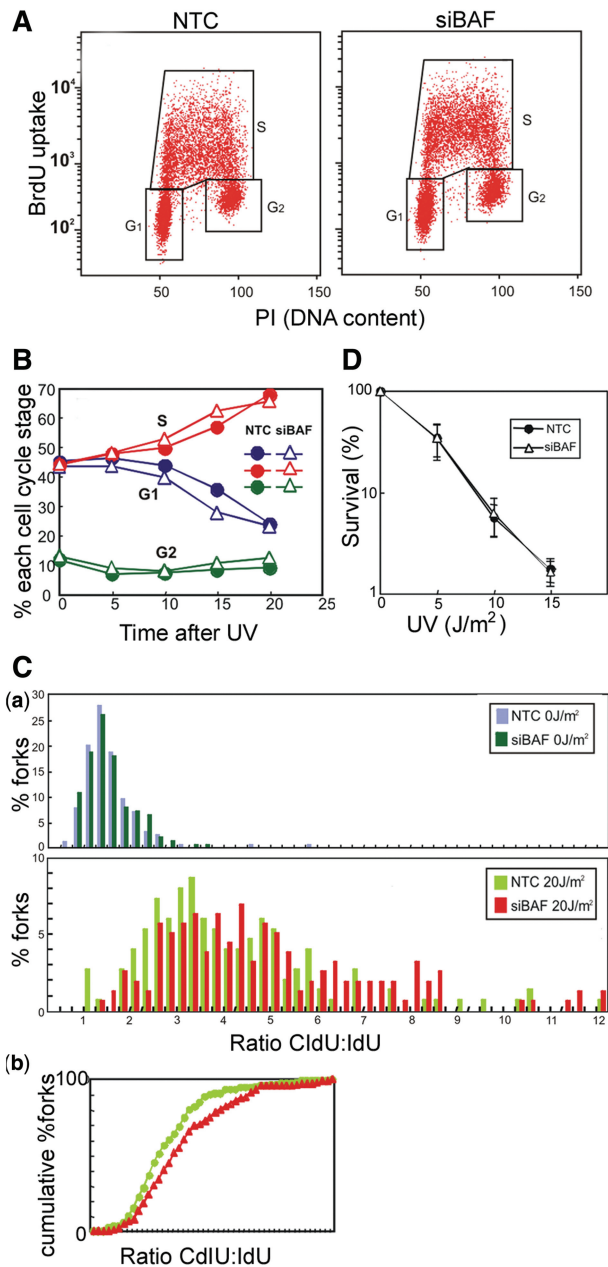 A
NTC
siBAF
BrdU uptake
10⁴
10³
10²
S
G1
G2
S
G1
G2
50
100
150
50
100
150
PI (DNA content)
B
% each cell cycle stage
70
60
50
40
30
20
10
0
S
G1
G2
NTC siBAF
0
5
10
15
20
25
Time after UV
D
Survival (%)
100
10
1
NTC
siBAF
0
5
10
15
UV (J/m²)
C
(a)
% forks
30
25
20
15
10
5
0
NTC 0J/m²
siBAF 0J/m²
% forks
10
5
0
NTC 20J/m²
siBAF 20J/m²
1
2
3
4
5
6
7
8
9
10
11
12
Ratio CldU:IdU
(b)
cumulative %forks
100
0
Ratio CdIU:IdU